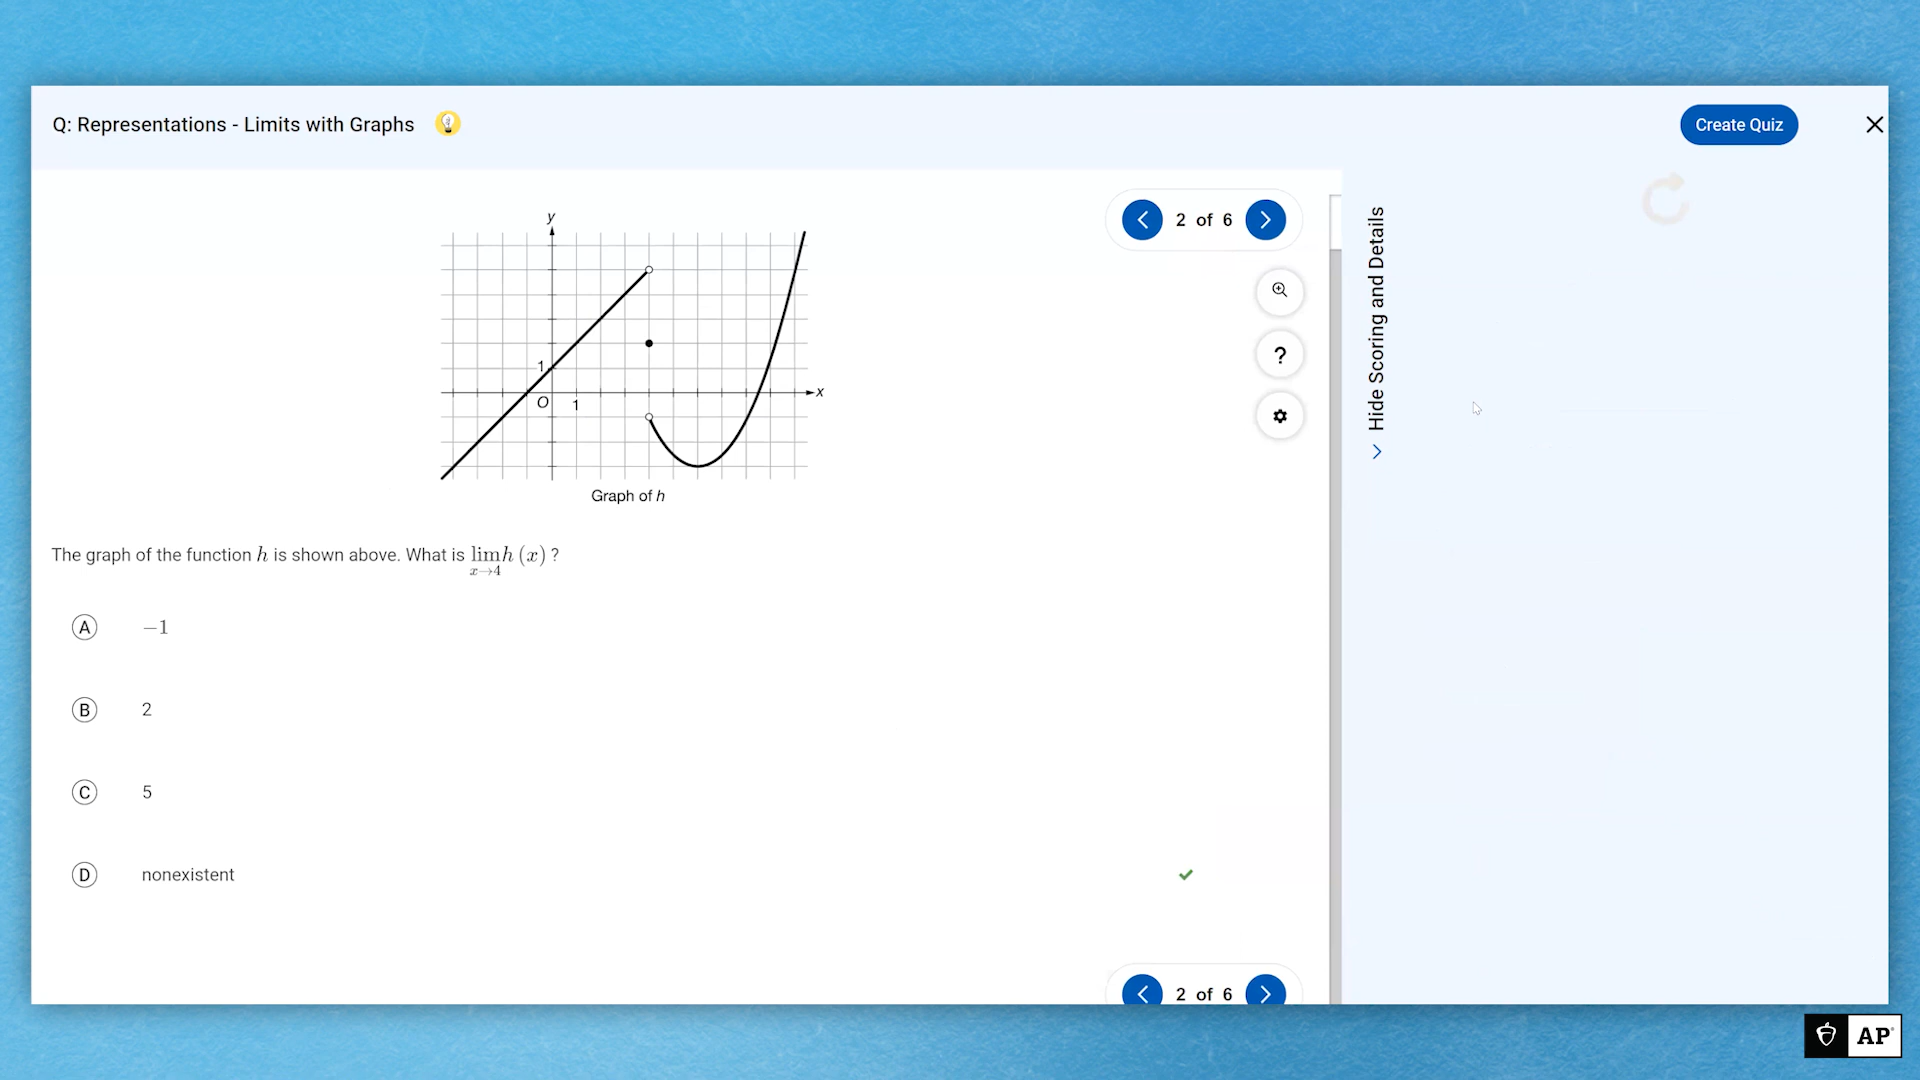 Q: Representations - Limits with Graphs
Create Quiz
2 of 6
Hide Scoring and Details
y
1
O
1
x
Graph of h
The graph of the function h is shown above. What is lim x→4 h (x) ?
A −1
B 2
C 5
D nonexistent
2 of 6
AP